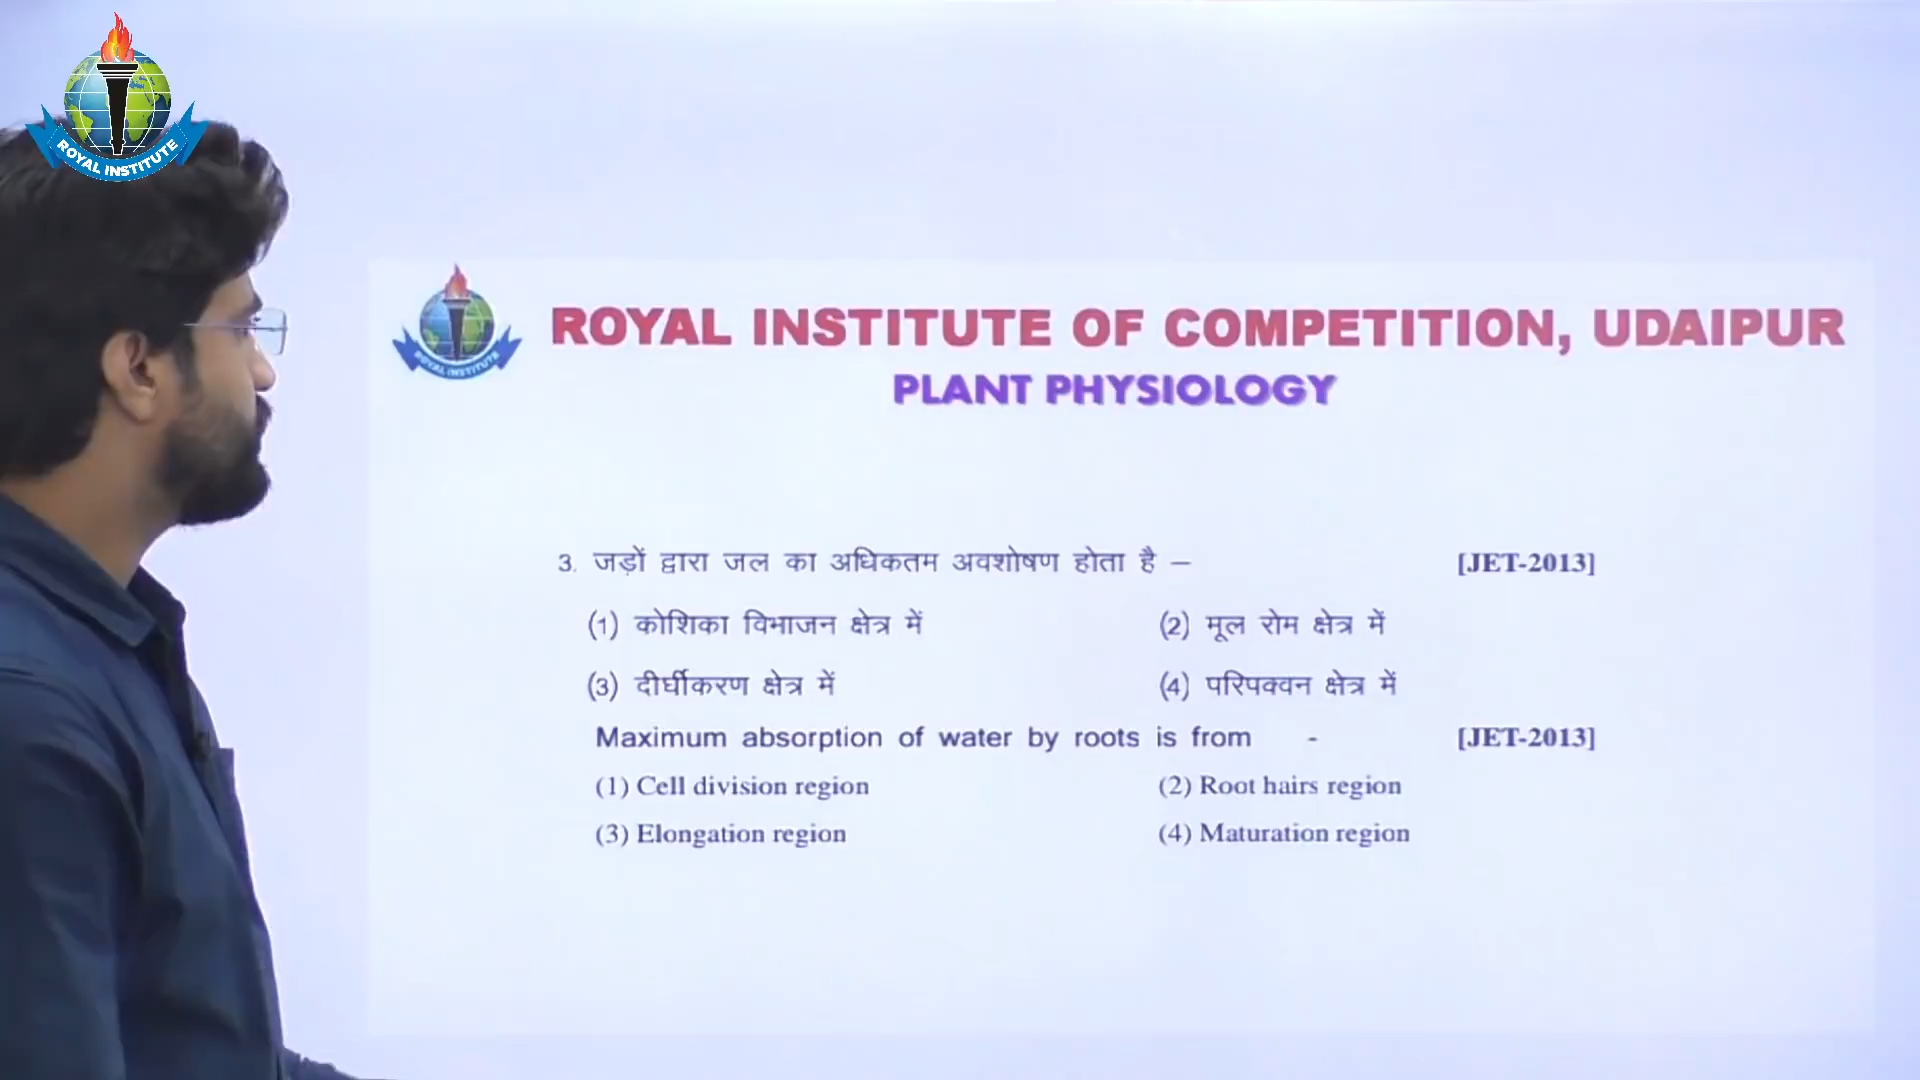 ROYAL INSTITUTE
ROYAL INSTITUTE
ROYAL INSTITUTE OF COMPETITION, UDAIPUR
PLANT PHYSIOLOGY
3. जड़ों द्वारा जल का अधिकतम अवशोषण होता है – [JET-2013]
(1) कोशिका विभाजन क्षेत्र में (2) मूल रोम क्षेत्र में
(3) दीर्घीकरण क्षेत्र में (4) परिपक्वन क्षेत्र में
Maximum absorption of water by roots is from - [JET-2013]
(1) Cell division region (2) Root hairs region
(3) Elongation region (4) Maturation region